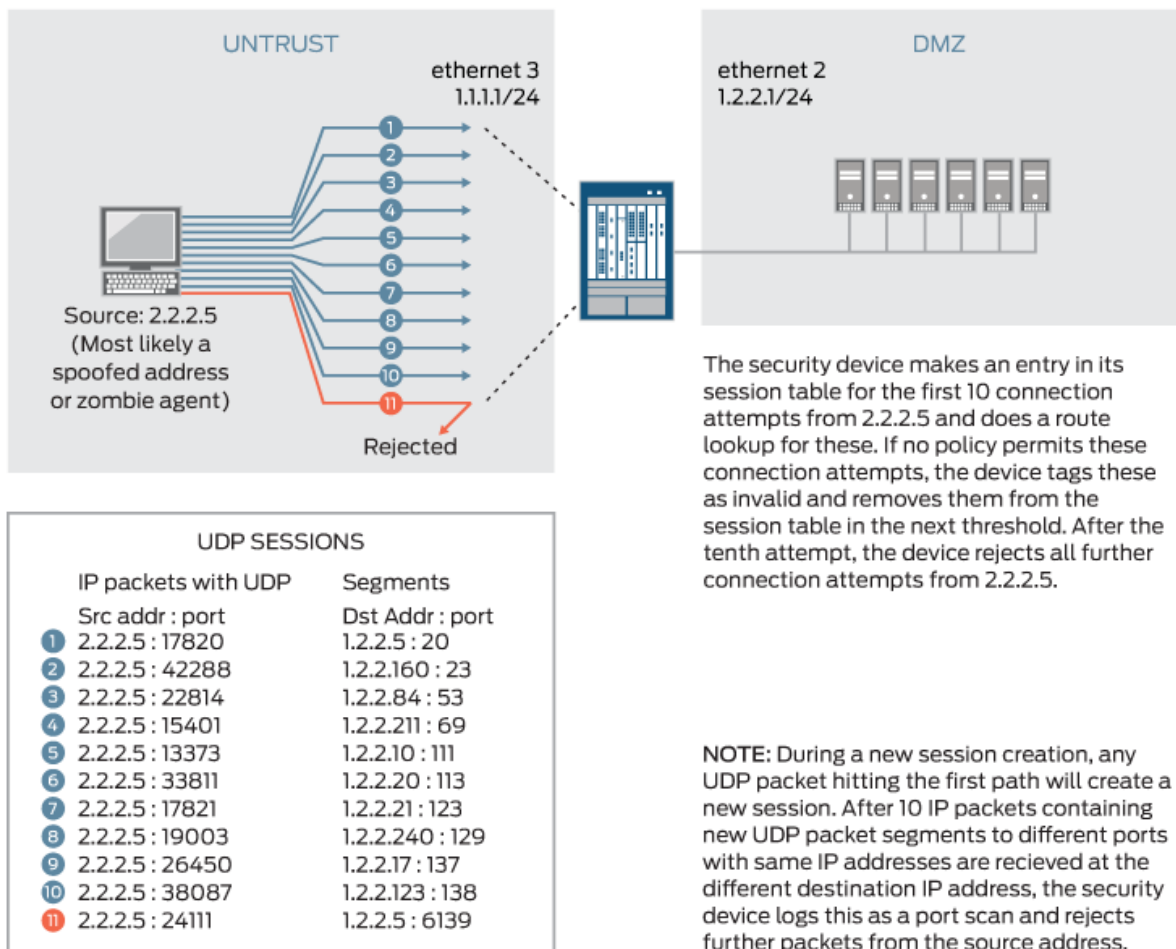 UNTRUST
ethernet 3
1.1.1.1/24
1
2
3
4
5
6
7
8
9
10
11
Source: 2.2.2.5
(Most likely a
spoofed address
or zombie agent)
Rejected
DMZ
ethernet 2
1.2.2.1/24
The security device makes an entry in its
session table for the first 10 connection
attempts from 2.2.2.5 and does a route
lookup for these. If no policy permits these
connection attempts, the device tags these
as invalid and removes them from the
session table in the next threshold. After the
tenth attempt, the device rejects all further
connection attempts from 2.2.2.5.
UDP SESSIONS
IP packets with UDP Segments
Src addr : port Dst Addr : port
1 2.2.2.5 : 17820 1.2.2.5 : 20
2 2.2.2.5 : 42288 1.2.2.160 : 23
3 2.2.2.5 : 22814 1.2.2.84 : 53
4 2.2.2.5 : 15401 1.2.2.211 : 69
5 2.2.2.5 : 13373 1.2.2.10 : 111
6 2.2.2.5 : 33811 1.2.2.20 : 113
7 2.2.2.5 : 17821 1.2.2.21 : 123
8 2.2.2.5 : 19003 1.2.2.240 : 129
9 2.2.2.5 : 26450 1.2.2.17 : 137
10 2.2.2.5 : 38087 1.2.2.123 : 138
11 2.2.2.5 : 24111 1.2.2.5 : 6139
NOTE: During a new session creation, any
UDP packet hitting the first path will create a
new session. After 10 IP packets containing
new UDP packet segments to different ports
with same IP addresses are recieved at the
different destination IP address, the security
device logs this as a port scan and rejects
further packets from the source address.